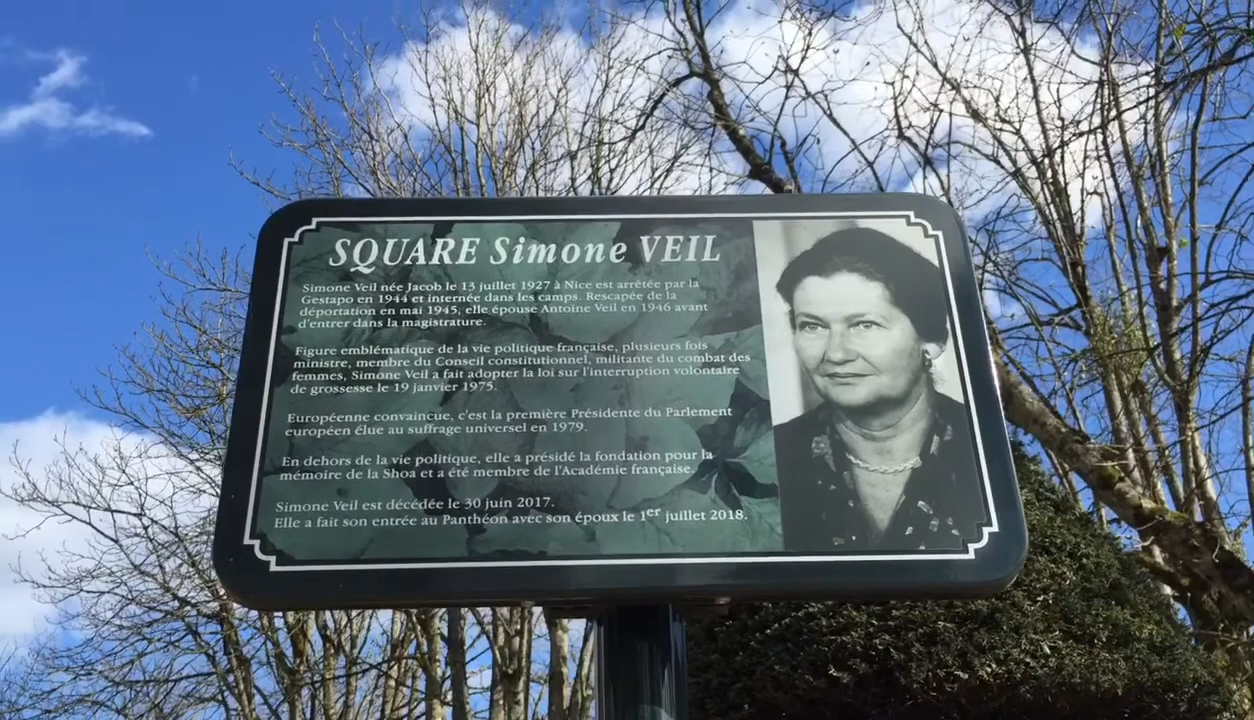 SQUARE Simone VEIL
Simone Veil née Jacob le 13 juillet 1927 à Nice est arrêtée par la
Gestapo en 1944 et internée dans les camps. Rescapée de la
déportation en mai 1945, elle épouse Antoine Veil en 1946 avant
d'entrer dans la magistrature.
Figure emblématique de la vie politique française, plusieurs fois
ministre, membre du Conseil constitutionnel, militante du combat des
femmes, Simone Veil a fait adopter la loi sur l'interruption volontaire
de grossesse le 19 janvier 1975.
Européenne convaincue, c'est la première Présidente du Parlement
européen élue au suffrage universel en 1979.
En dehors de la vie politique, elle a présidé la fondation pour la
mémoire de la Shoa et a été membre de l'Académie française.
Simone Veil est décédée le 30 juin 2017.
Elle a fait son entrée au Panthéon avec son époux le 1er juillet 2018.